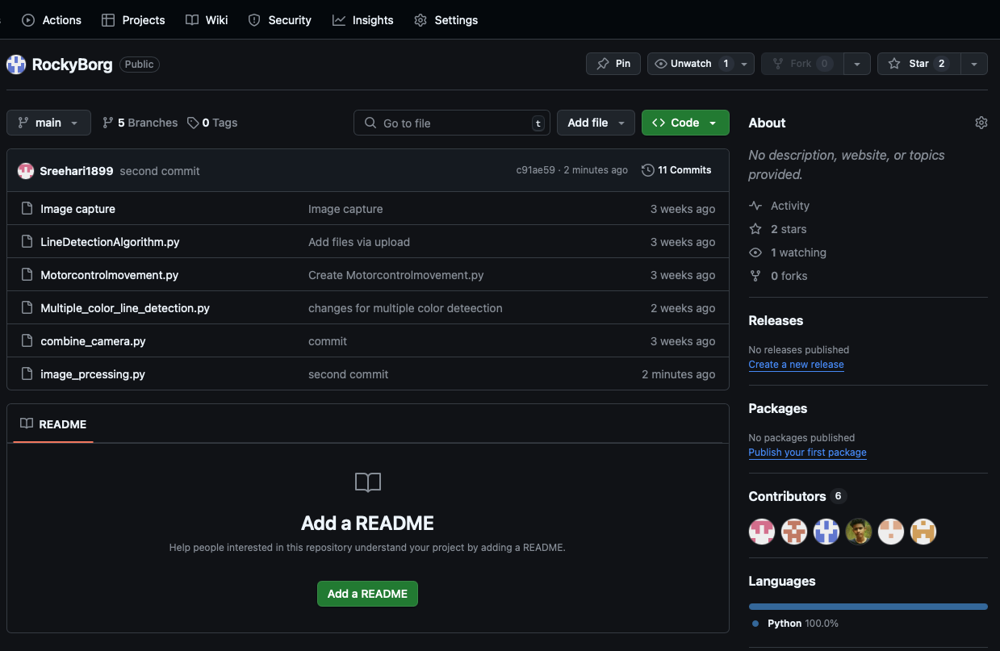 Actions Projects Wiki Security Insights Settings
RockyBorg Public Pin Unwatch 1 Fork 0 Star 2
main 5 Branches 0 Tags Go to file t Add file Code
Sreehari1899 second commit c91ae59 · 2 minutes ago 11 Commits
Image capture Image capture 3 weeks ago
LineDetectionAlgorithm.py Add files via upload 3 weeks ago
Motorcontrolmovement.py Create Motorcontrolmovement.py 3 weeks ago
Multiple_color_line_detection.py changes for multiple color deteection 2 weeks ago
combine_camera.py commit 3 weeks ago
image_prcessing.py second commit 2 minutes ago
README
Add a README
Help people interested in this repository understand your project by adding a README.
Add a README
About
No description, website, or topics
provided.
Activity
2 stars
1 watching
0 forks
Releases
No releases published
Create a new release
Packages
No packages published
Publish your first package
Contributors 6
Languages
Python 100.0%